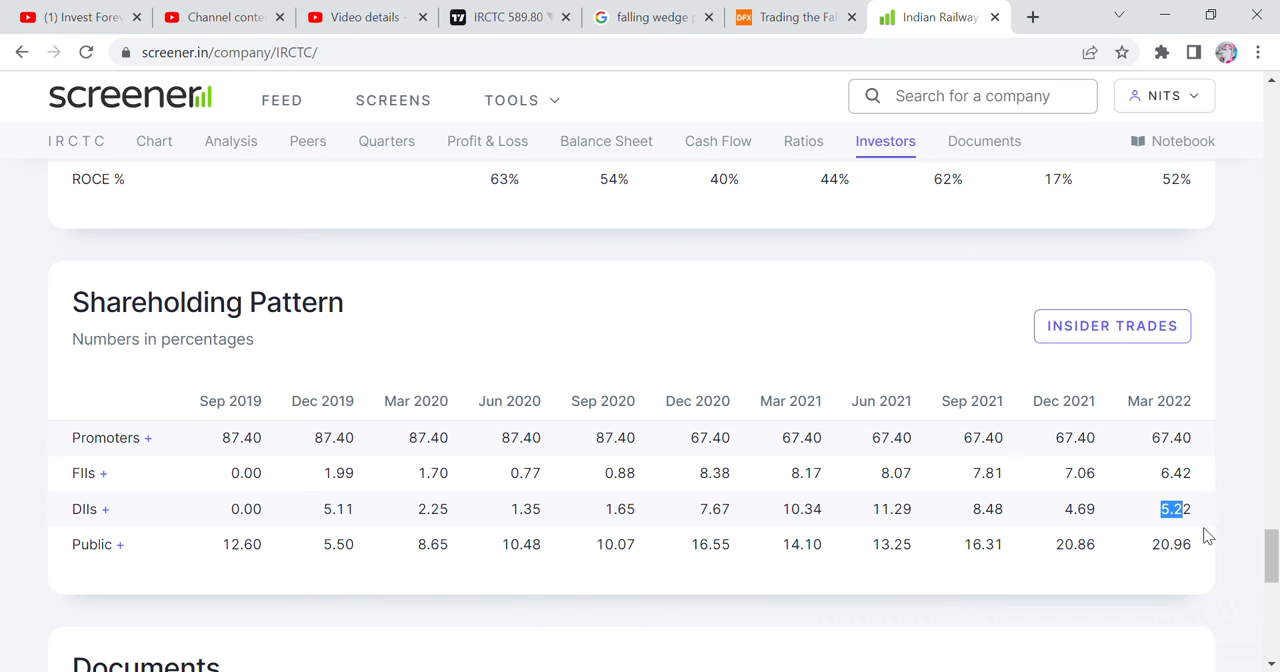 (1) Invest Forev
Channel conte
Video details -
IRCTC 589.80
falling wedge p
Trading the Fal
Indian Railway
screener.in/company/IRCTC/
screener
FEED SCREENS TOOLS
Search for a company
NITS
I R C T C Chart Analysis Peers Quarters Profit & Loss Balance Sheet Cash Flow Ratios Investors Documents Notebook
ROCE % 63% 54% 40% 44% 62% 17% 52%
Shareholding Pattern
Numbers in percentages
INSIDER TRADES
Sep 2019 Dec 2019 Mar 2020 Jun 2020 Sep 2020 Dec 2020 Mar 2021 Jun 2021 Sep 2021 Dec 2021 Mar 2022
Promoters + 87.40 87.40 87.40 87.40 87.40 67.40 67.40 67.40 67.40 67.40 67.40
FIIs + 0.00 1.99 1.70 0.77 0.88 8.38 8.17 8.07 7.81 7.06 6.42
DIIs + 0.00 5.11 2.25 1.35 1.65 7.67 10.34 11.29 8.48 4.69 5.22
Public + 12.60 5.50 8.65 10.48 10.07 16.55 14.10 13.25 16.31 20.86 20.96
Documents